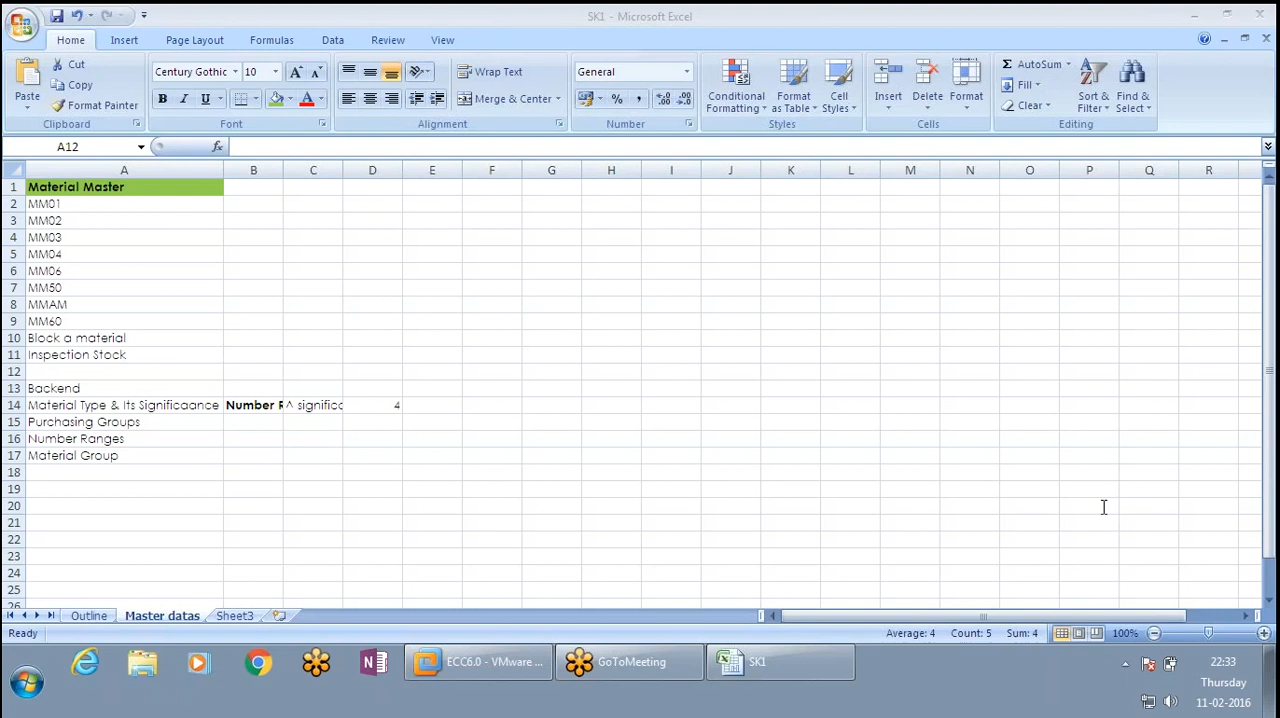 SK1 - Microsoft Excel
Home Insert Page Layout Formulas Data Review View
Paste
Cut
Copy
Format Painter
Clipboard
Century Gothic 10
B I U
Font
Wrap Text
Merge & Center
Alignment
General
% ,
Number
Conditional Formatting
Format as Table
Cell Styles
Styles
Insert Delete Format
Cells
Σ AutoSum
Fill
Clear
Sort & Filter
Find & Select
Editing
A12 fx
A B C D E F G H I J K L M N O P Q R
1 Material Master
2 MM01
3 MM02
4 MM03
5 MM04
6 MM06
7 MM50
8 MMAM
9 MM60
10 Block a material
11 Inspection Stock
12
13 Backend
14 Material Type & Its Significaance Number R ^ significa 4
15 Purchasing Groups
16 Number Ranges
17 Material Group
18
19
20
21
22
23
24
25
26
Outline Master datas Sheet3
Ready Average: 4 Count: 5 Sum: 4 100%
ECC6.0 - VMware ... GoToMeeting SK1
22:33
Thursday
11-02-2016